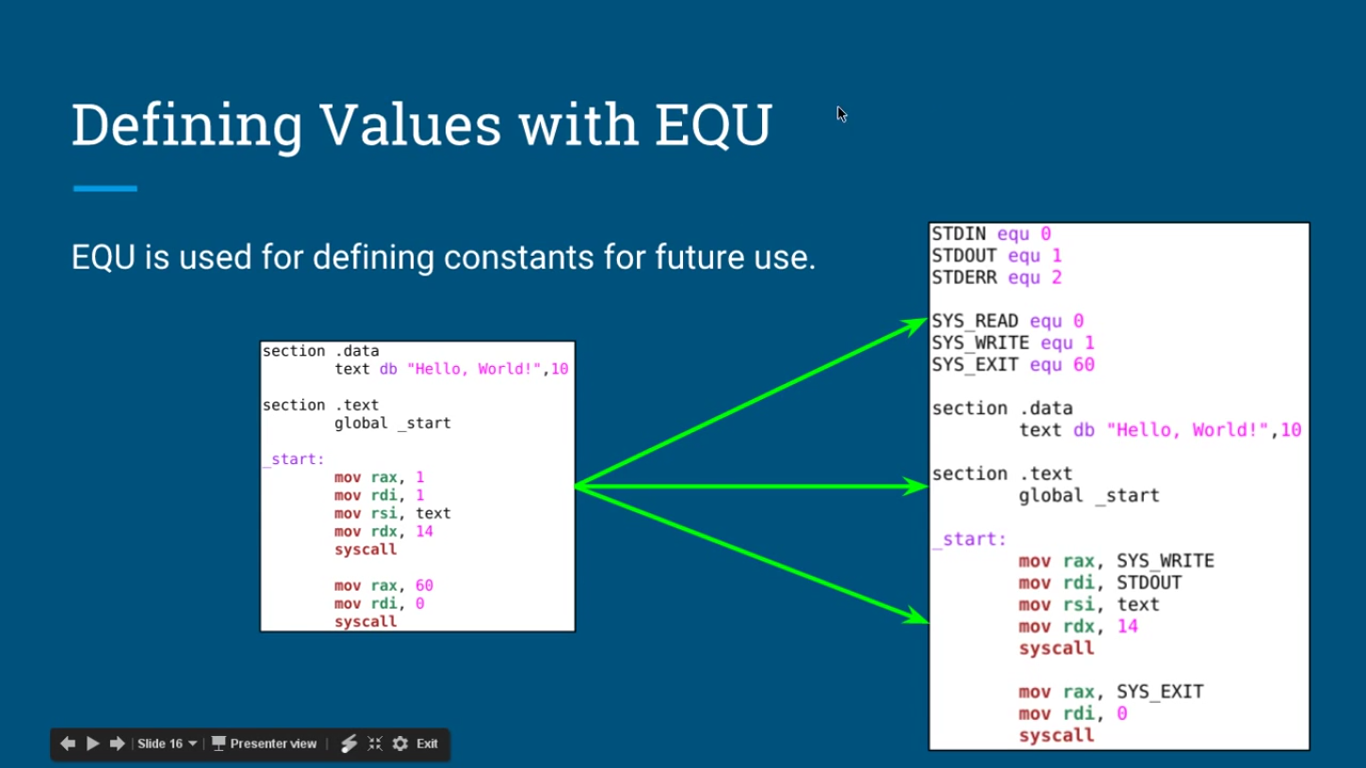 Defining Values with EQU
EQU is used for defining constants for future use.
section .data
text db "Hello, World!",10
section .text
global _start
_start:
mov rax, 1
mov rdi, 1
mov rsi, text
mov rdx, 14
syscall
mov rax, 60
mov rdi, 0
syscall
STDIN equ 0
STDOUT equ 1
STDERR equ 2
SYS_READ equ 0
SYS_WRITE equ 1
SYS_EXIT equ 60
section .data
text db "Hello, World!",10
section .text
global _start
_start:
mov rax, SYS_WRITE
mov rdi, STDOUT
mov rsi, text
mov rdx, 14
syscall
mov rax, SYS_EXIT
mov rdi, 0
syscall
Slide 16 Presenter view Exit